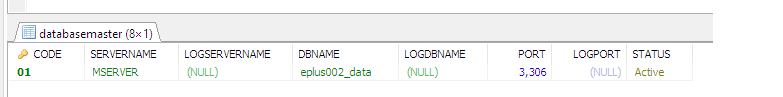 databasemaster (8×1)
CODE SERVERNAME LOGSERVERNAME DBNAME LOGDBNAME PORT LOGPORT STATUS
01 MSERVER (NULL) eplus002_data (NULL) 3,306 (NULL) Active